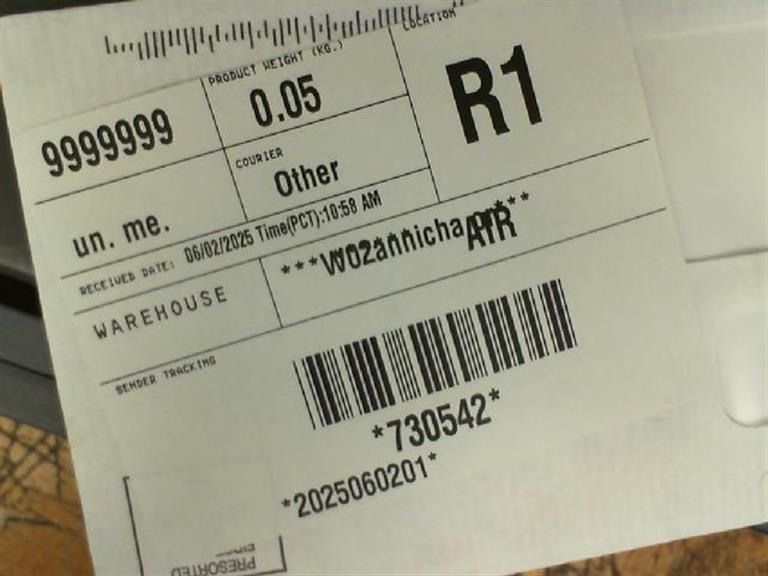 PRODUCT WEIGHT (KG.)
LOCATION
9999999
0.05
R1
COURIER
un. me.
Other
RECEIVED DATE: 06/02/2025 Time(PCT):10:58 AM
WAREHOUSE
AIR
SENDER TRACKING
*730542*
*2025060201*
PRESORTED